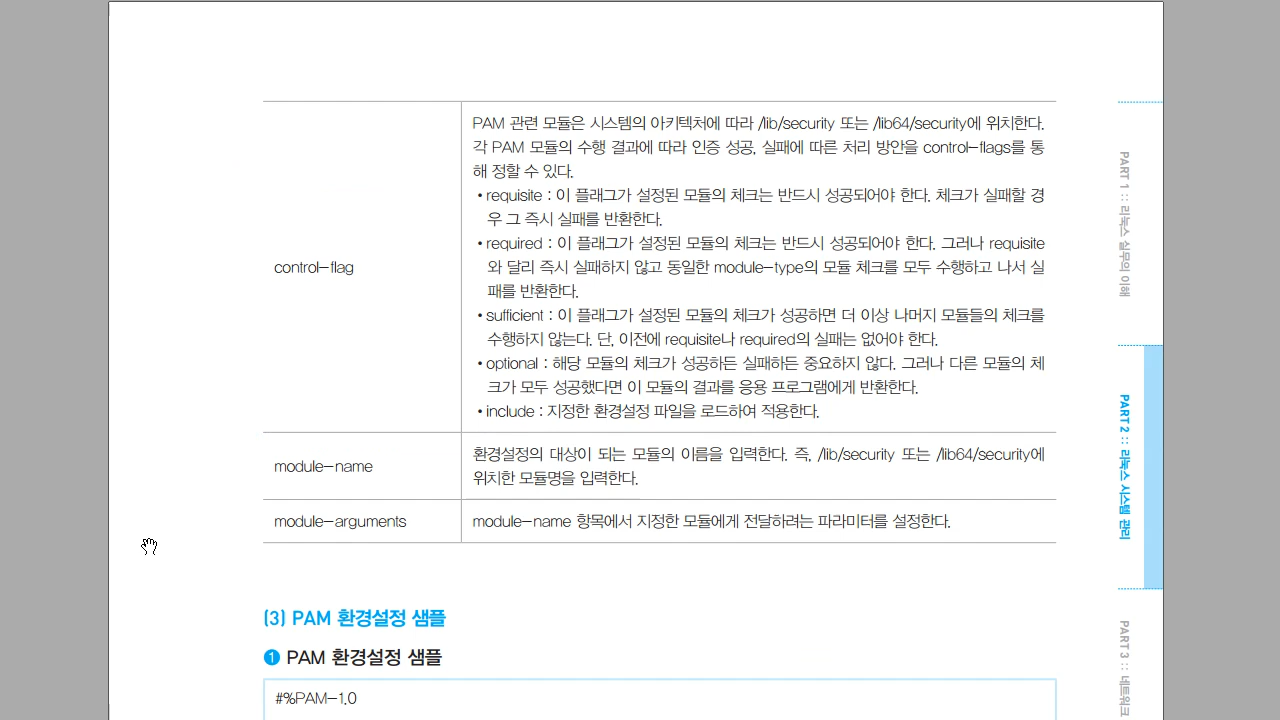 control-flag
PAM 관련 모듈은 시스템의 아키텍처에 따라 /lib/security 또는 /lib64/security에 위치한다.
각 PAM 모듈의 수행 결과에 따라 인증 성공, 실패에 따른 처리 방안을 control-flags를 통
해 정할 수 있다.
• requisite : 이 플래그가 설정된 모듈의 체크는 반드시 성공되어야 한다. 체크가 실패할 경
우 그 즉시 실패를 반환한다.
• required : 이 플래그가 설정된 모듈의 체크는 반드시 성공되어야 한다. 그러나 requisite
와 달리 즉시 실패하지 않고 동일한 module-type의 모듈 체크를 모두 수행하고 나서 실
패를 반환한다.
• sufficient : 이 플래그가 설정된 모듈의 체크가 성공하면 더 이상 나머지 모듈들의 체크를
수행하지 않는다. 단, 이전에 requisite나 required의 실패는 없어야 한다.
• optional : 해당 모듈의 체크가 성공하든 실패하든 중요하지 않다. 그러나 다른 모듈의 체
크가 모두 성공했다면 이 모듈의 결과를 응용 프로그램에게 반환한다.
• include : 지정한 환경설정 파일을 로드하여 적용한다.
module-name
환경설정의 대상이 되는 모듈의 이름을 입력한다. 즉, /lib/security 또는 /lib64/security에
위치한 모듈명을 입력한다.
module-arguments
module-name 항목에서 지정한 모듈에게 전달하려는 파라미터를 설정한다.
(3) PAM 환경설정 샘플
1 PAM 환경설정 샘플
#%PAM-1.0
PART 1 :: 리눅스 실무의 이해
PART 2 :: 리눅스 시스템 관리
PART 3 :: 네트워크